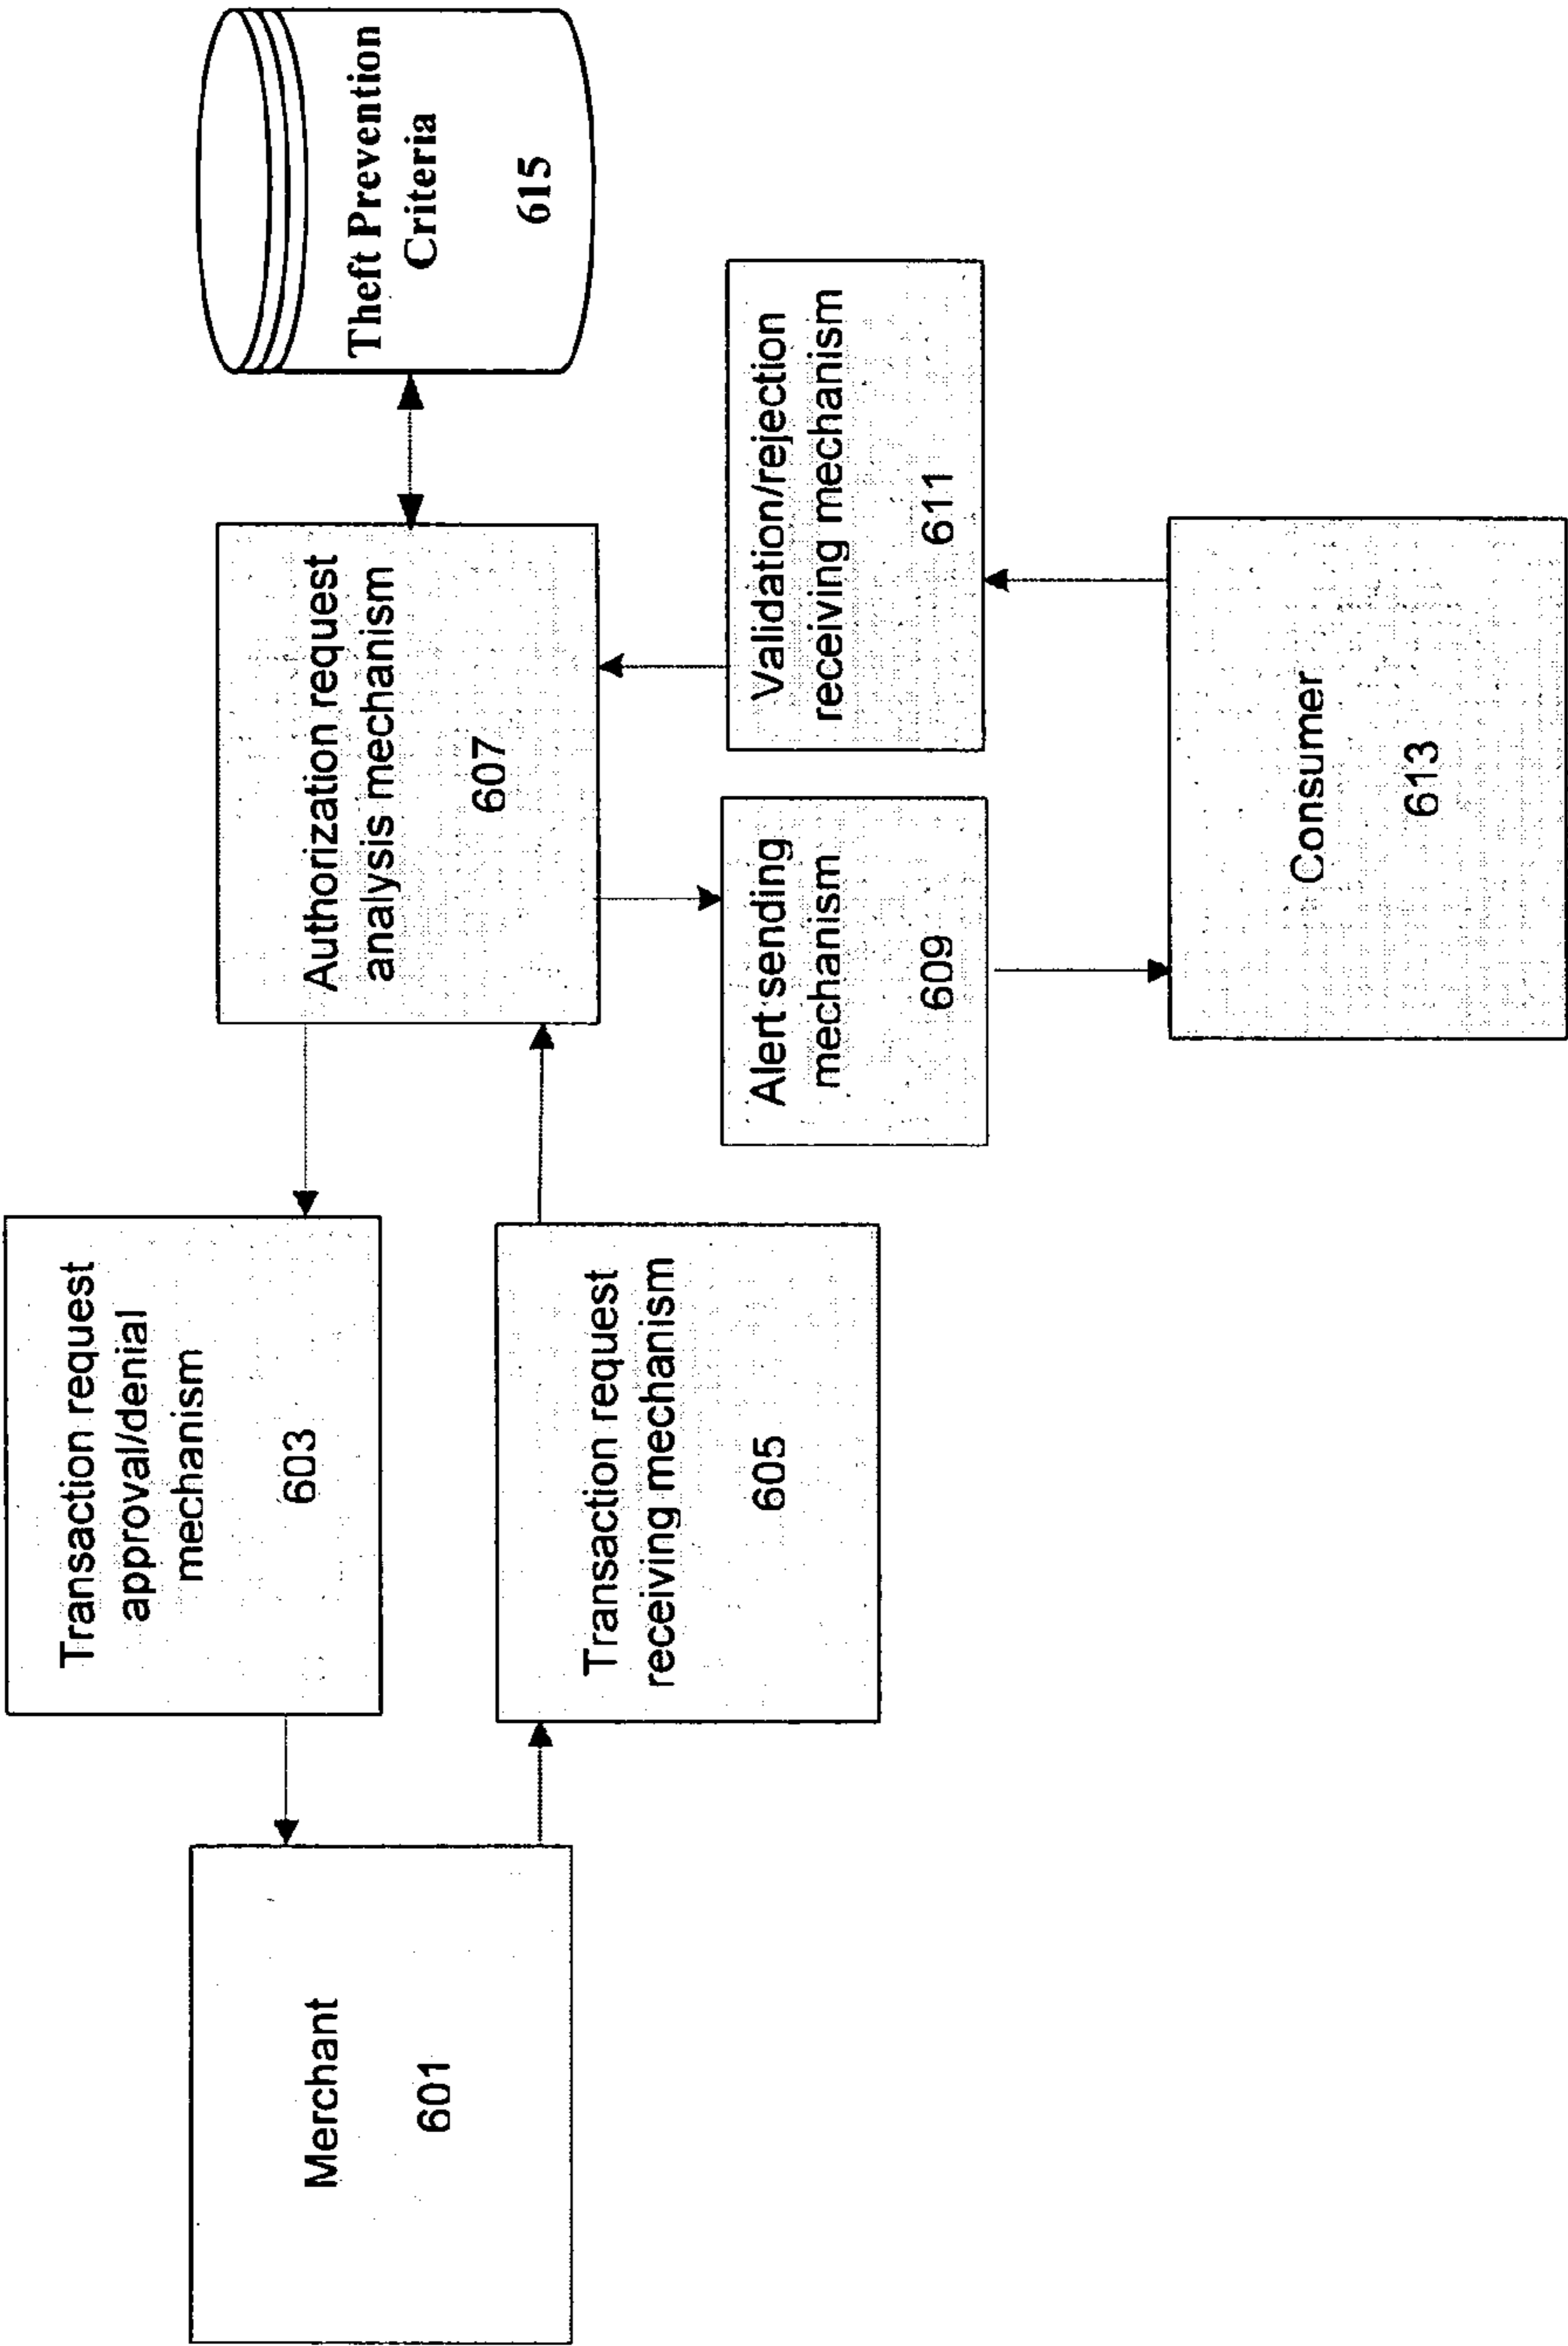 Merchant
601
Transaction request
approval/denial
mechanism
603
Transaction request
receiving mechanism
605
Authorization request
analysis mechanism
607
Alert sending
mechanism
609
Validation/rejection
receiving mechanism
611
Consumer
613
Theft Prevention
Criteria
615